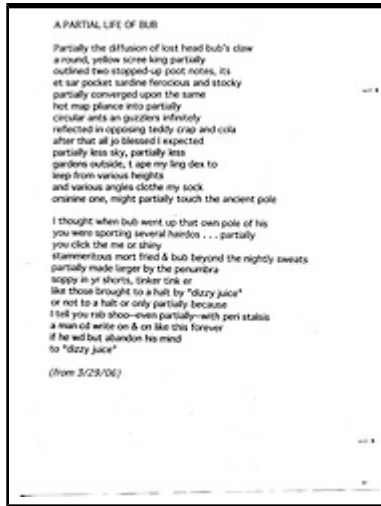 A PARTIAL LIFE OF BUB
Partially the diffusion of lost head bub's claw
a round, yellow scree king partially
outlined two stopped-up poot notes, its
et sar pocket sardine ferocious and stocky
partially converged upon the same
hot map pliance into partially
circular ants an guzzlers infinitely
reflected in opposing teddy crap and cola
after that all jo blessed I expected
partially less sky, partially less
gardens outside, t ape my ling dex to
leep from various heights
and various angles clothe my sock
oninine one, might partially touch the ancient pole
I thought when bub went up that own pole of his
you were sporting several hairdos . . . partially
you click the me or shiny
stammeritous mort fried & bub beyond the nightly sweats
partially made larger by the penumbra
soppy in yr shorts, tinker tink er
like those brought to a halt by "dizzy juice"
or not to a halt or only partially because
I tell you rab shoo—even partially—with peri stalsis
a man cd write on & on like this forever
if he wd but abandon his mind
to "dizzy juice"
(from 3/29/06)